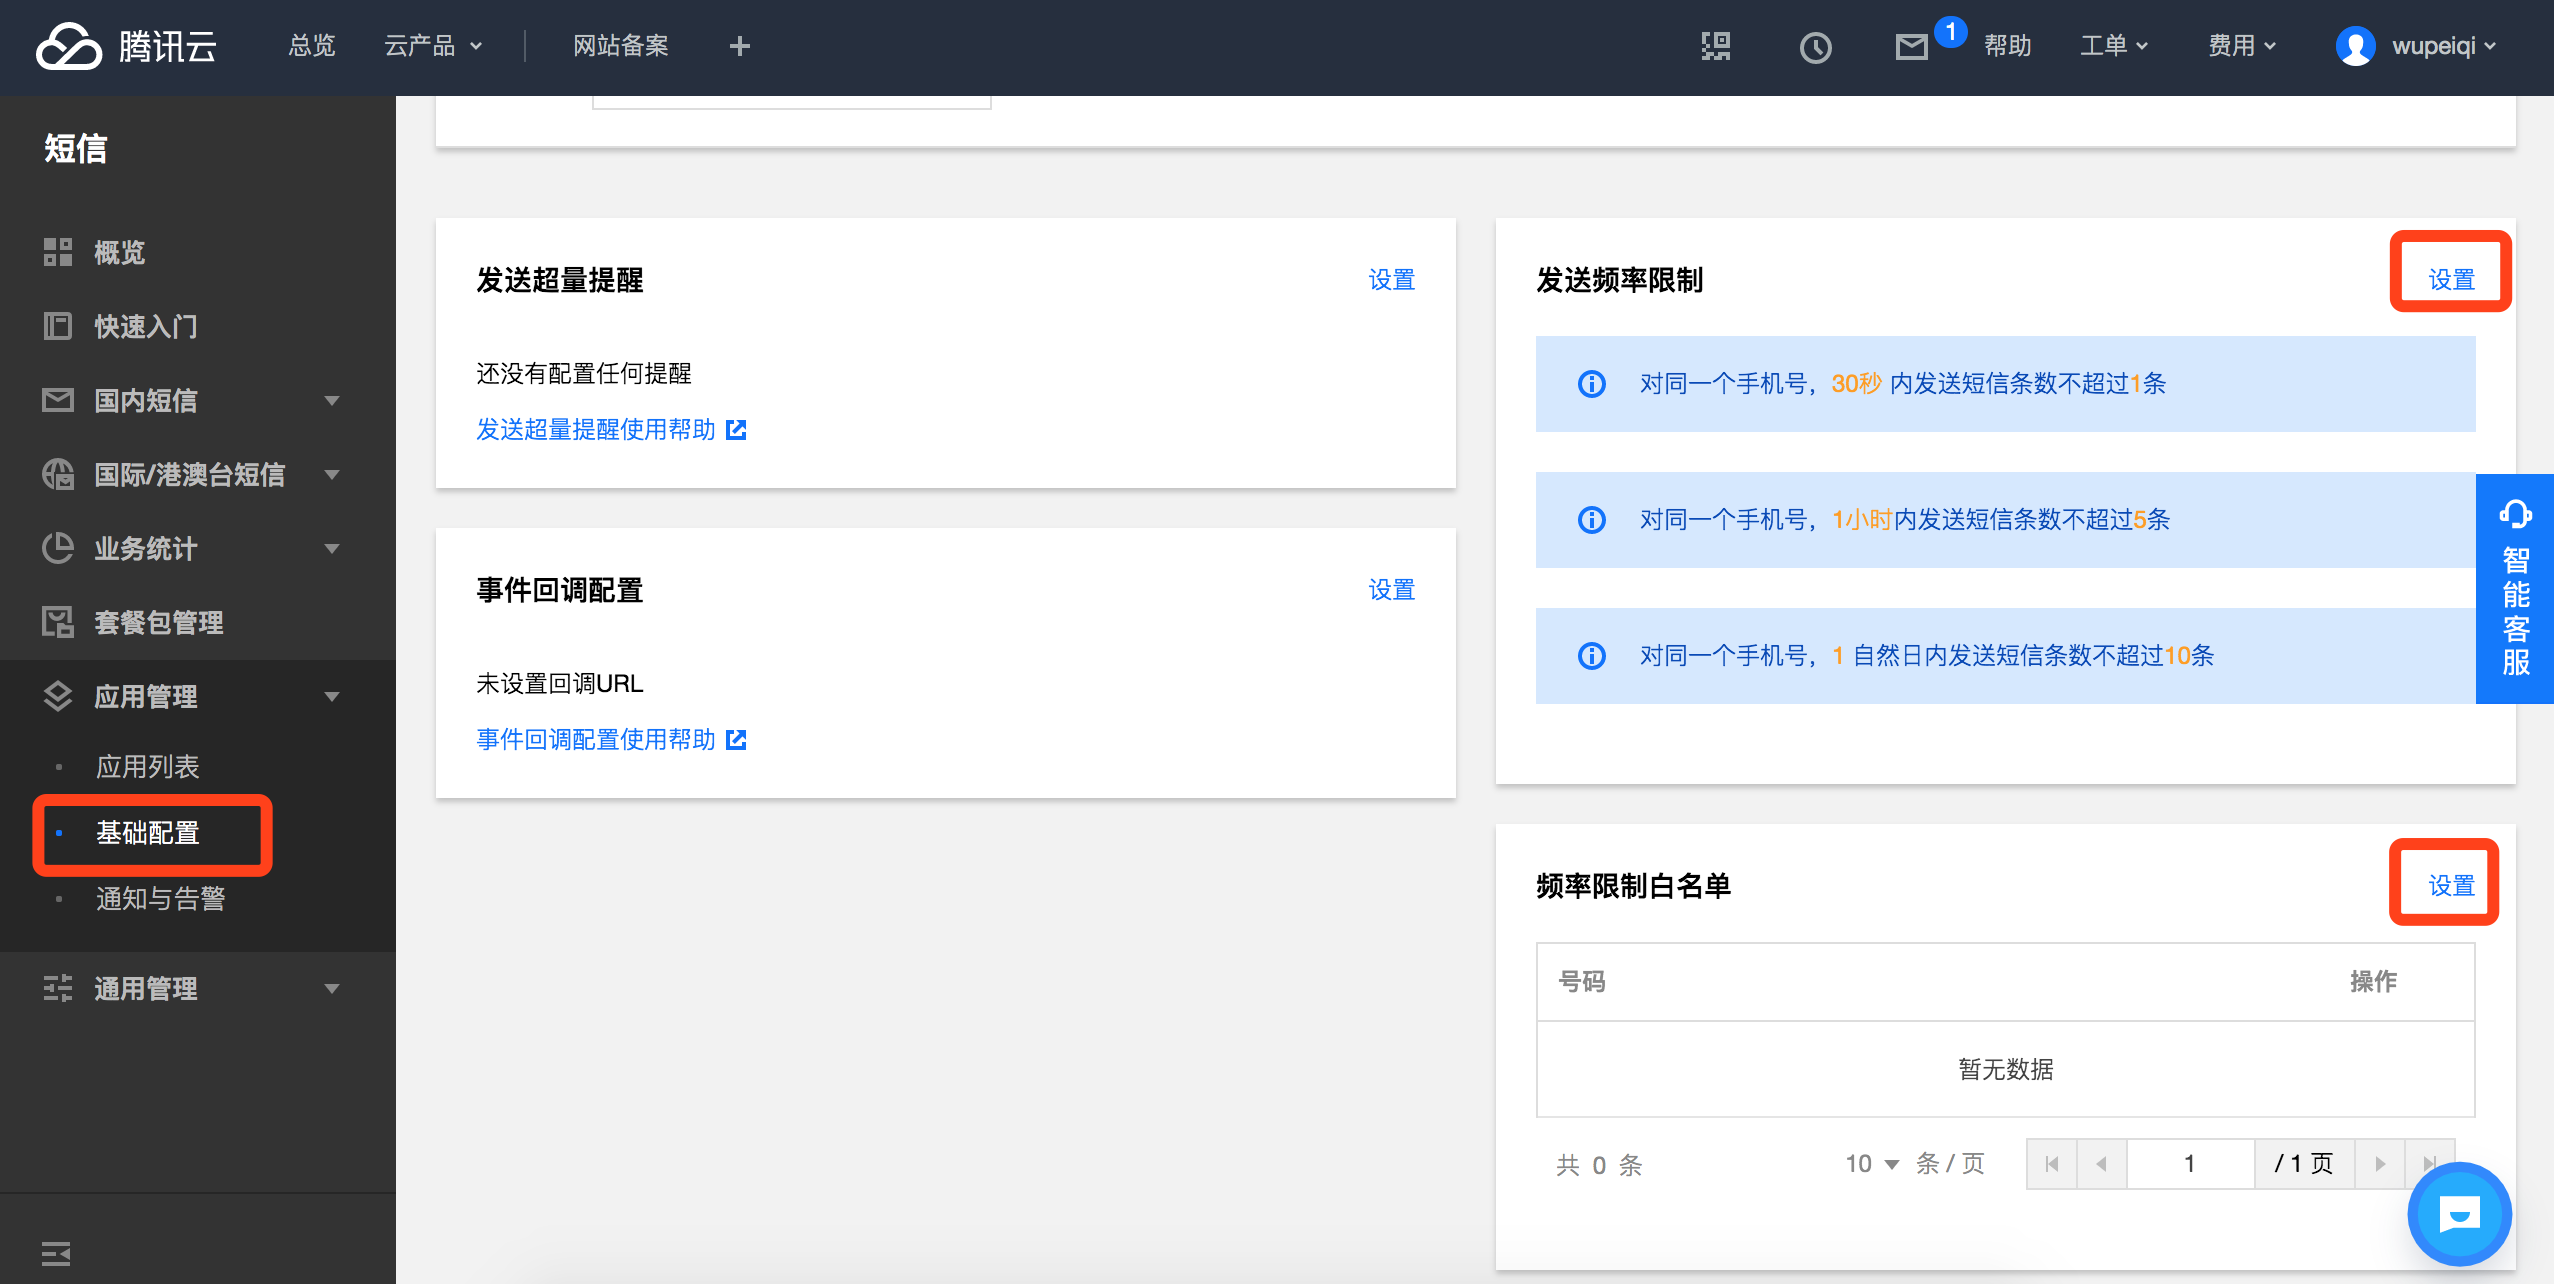 腾讯云
总览
云产品
网站备案
1
帮助
工单
费用
wupeiqi
短信
概览
快速入门
国内短信
国际/港澳台短信
业务统计
套餐包管理
应用管理
应用列表
基础配置
通知与告警
通用管理
发送超量提醒
设置
还没有配置任何提醒
发送超量提醒使用帮助
事件回调配置
设置
未设置回调URL
事件回调配置使用帮助
发送频率限制
设置
对同一个手机号，30秒 内发送短信条数不超过1条
对同一个手机号，1小时内发送短信条数不超过5条
对同一个手机号，1 自然日内发送短信条数不超过10条
智能客服
频率限制白名单
设置
号码 操作
暂无数据
共 0 条
10 条 / 页
1
/ 1 页